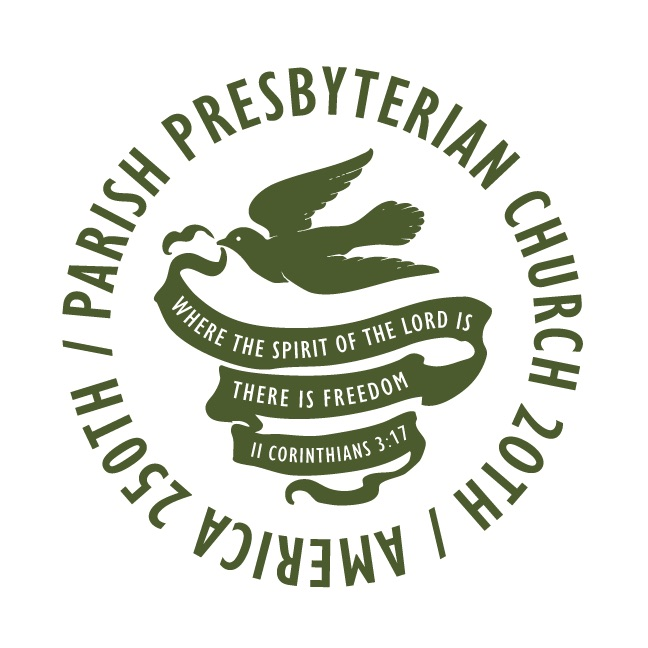 / PARISH PRESBYTERIAN CHURCH 20TH / AMERICA 250TH
WHERE THE SPIRIT OF THE LORD IS
THERE IS FREEDOM
II CORINTHIANS 3:17